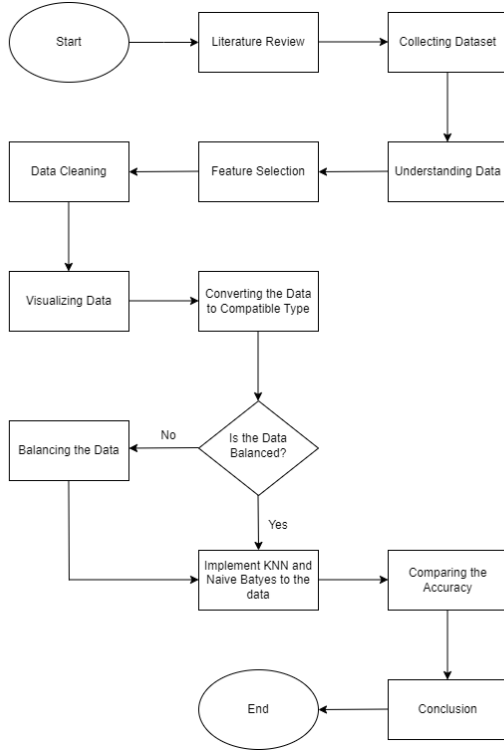 Start
Literature Review
Collecting Dataset
Understanding Data
Feature Selection
Data Cleaning
Visualizing Data
Converting the Data
to Compatible Type
Is the Data
Balanced?
No
Balancing the Data
Yes
Implement KNN and
Naive Batyes to the
data
Comparing the
Accuracy
Conclusion
End